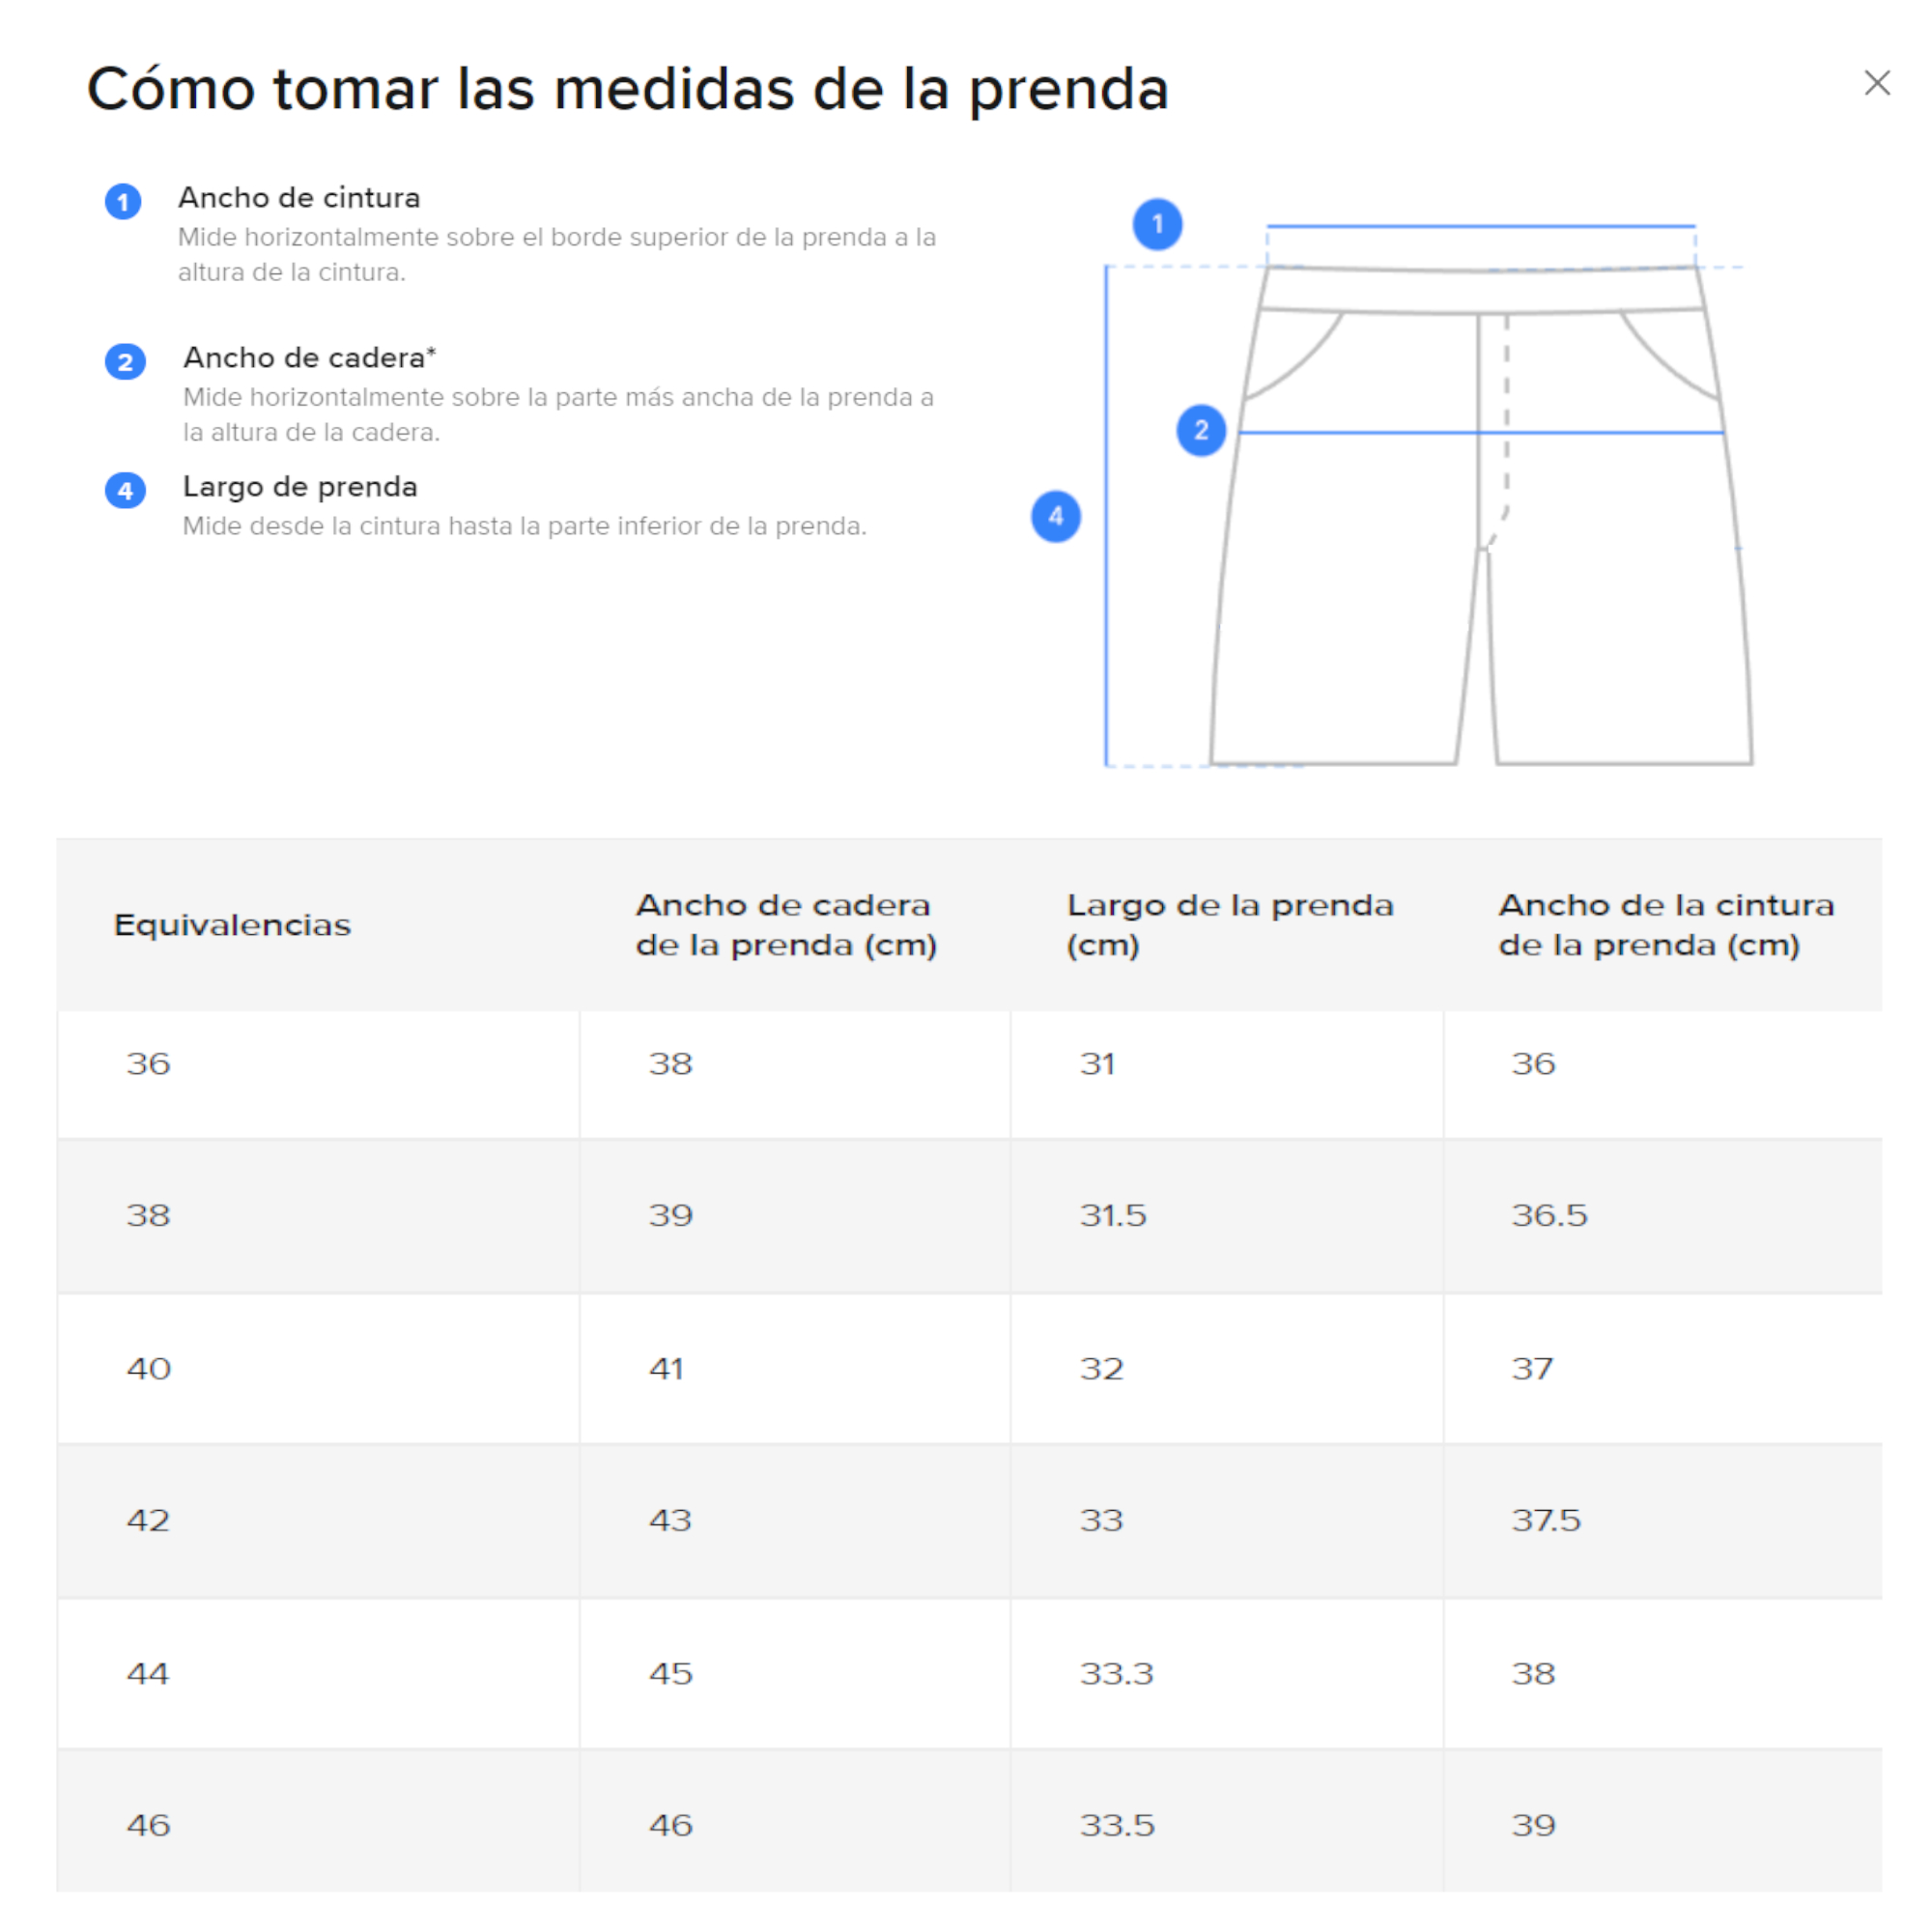 Cómo tomar las medidas de la prenda
1 Ancho de cintura
Mide horizontalmente sobre el borde superior de la prenda a la
altura de la cintura.
2 Ancho de cadera*
Mide horizontalmente sobre la parte más ancha de la prenda a
la altura de la cadera.
4 Largo de prenda
Mide desde la cintura hasta la parte inferior de la prenda.
1
2
4
Equivalencias
Ancho de cadera
de la prenda (cm)
Largo de la prenda
(cm)
Ancho de la cintura
de la prenda (cm)
36 38 31 36
38 39 31.5 36.5
40 41 32 37
42 43 33 37.5
44 45 33.3 38
46 46 33.5 39